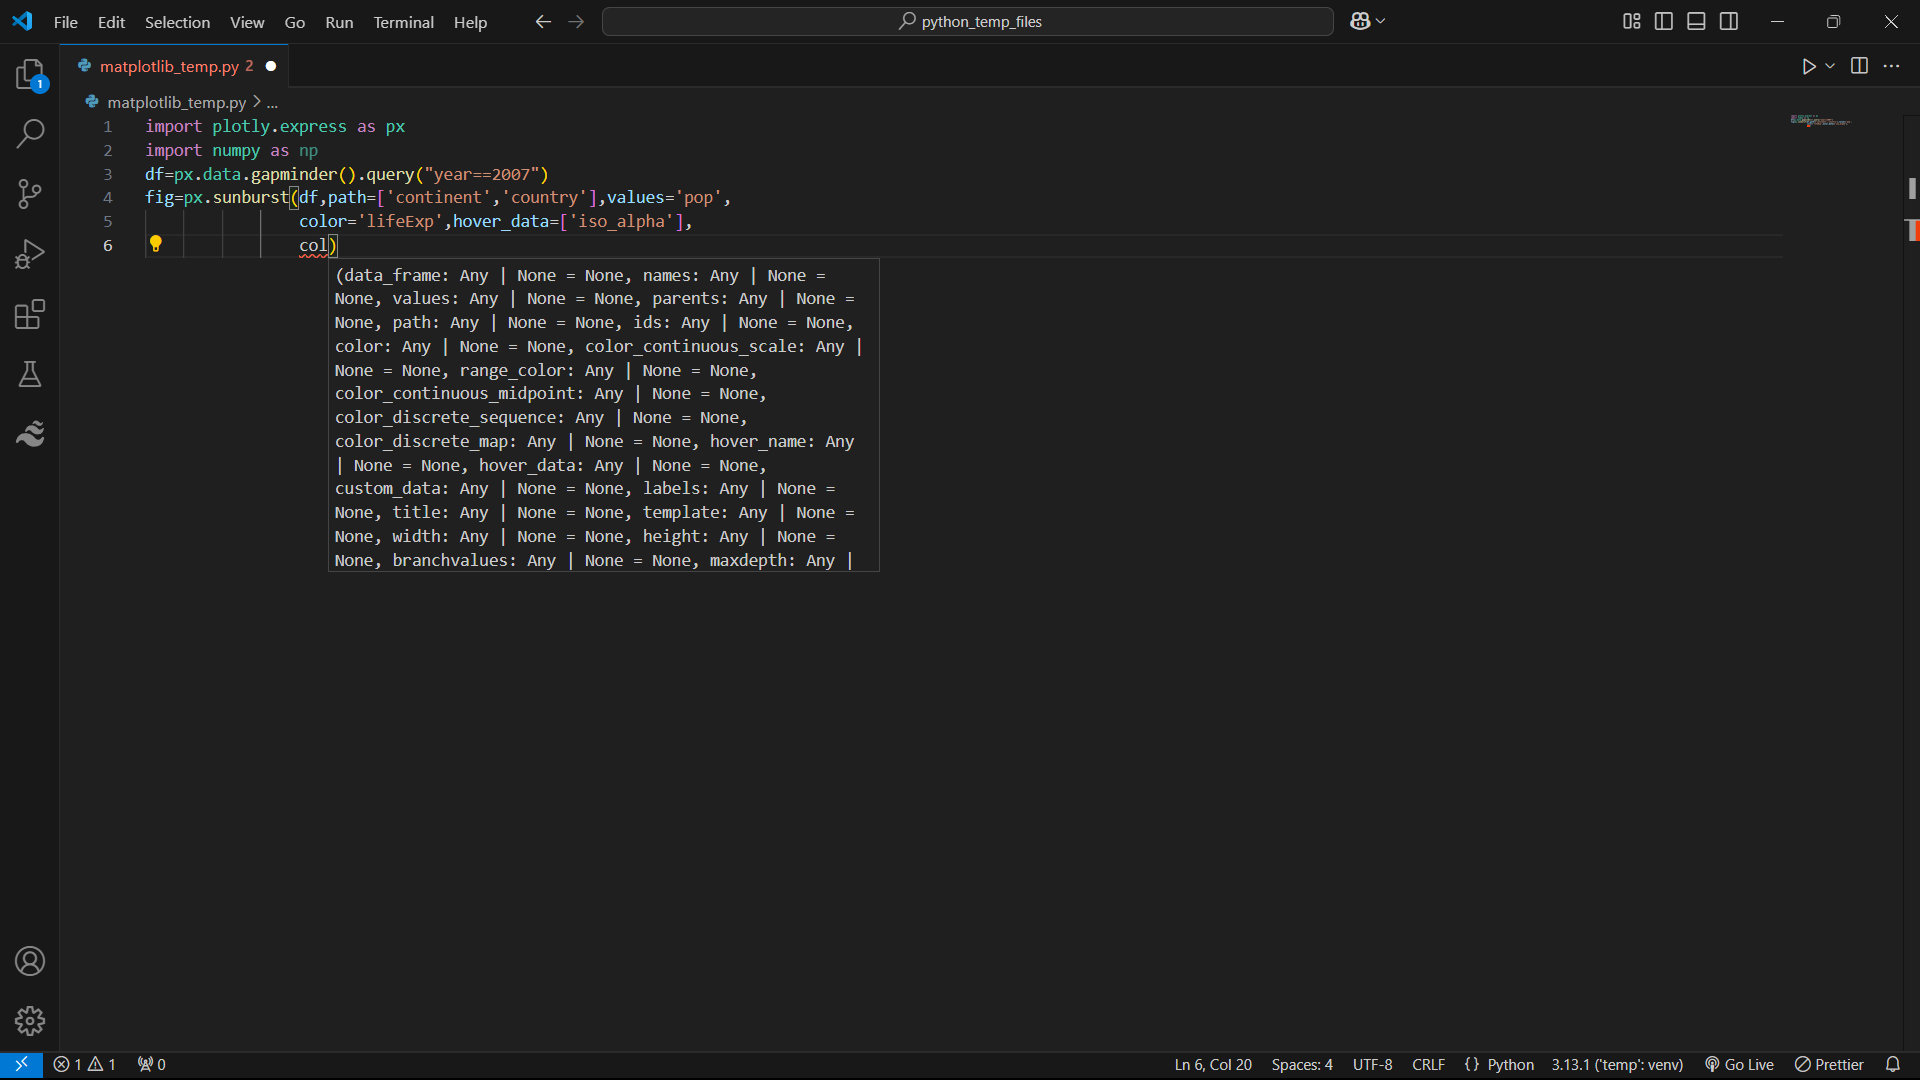 File Edit Selection View Go Run Terminal Help
python_temp_files
matplotlib_temp.py 2
1
matplotlib_temp.py > ...
1 import plotly.express as px
2 import numpy as np
3 df=px.data.gapminder().query("year==2007")
4 fig=px.sunburst(df,path=['continent','country'],values='pop',
5 color='lifeExp',hover_data=['iso_alpha'],
6 col)
(data_frame: Any | None = None, names: Any | None =
None, values: Any | None = None, parents: Any | None =
None, path: Any | None = None, ids: Any | None = None,
color: Any | None = None, color_continuous_scale: Any |
None = None, range_color: Any | None = None,
color_continuous_midpoint: Any | None = None,
color_discrete_sequence: Any | None = None,
color_discrete_map: Any | None = None, hover_name: Any
| None = None, hover_data: Any | None = None,
custom_data: Any | None = None, labels: Any | None =
None, title: Any | None = None, template: Any | None =
None, width: Any | None = None, height: Any | None =
None, branchvalues: Any | None = None, maxdepth: Any |
1 1 0 Ln 6, Col 20 Spaces: 4 UTF-8 CRLF {} Python 3.13.1 ('temp': venv) Go Live Prettier